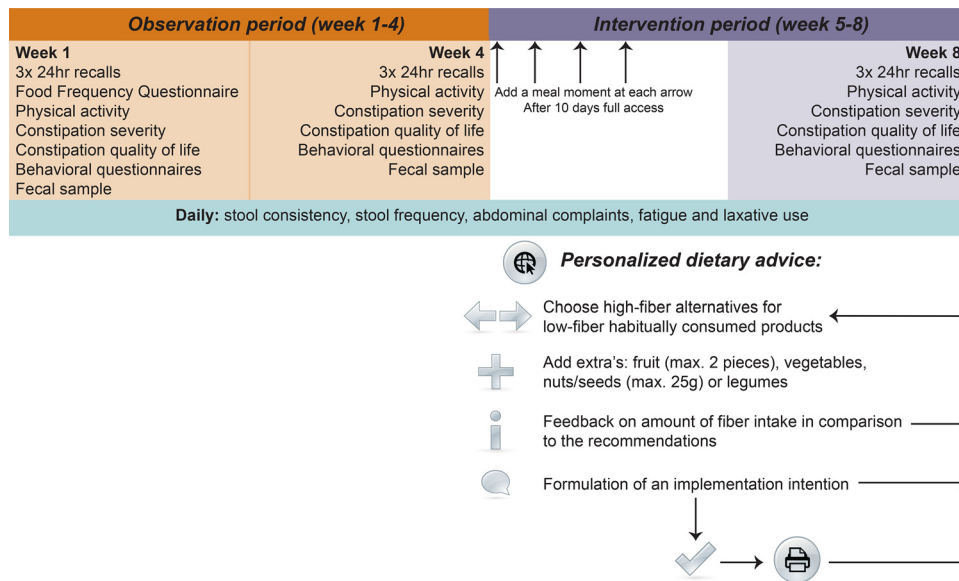 Observation period (week 1-4)
Intervention period (week 5-8)
Week 1
3x 24hr recalls
Food Frequency Questionnaire
Physical activity
Constipation severity
Constipation quality of life
Behavioral questionnaires
Fecal sample
Week 4
3x 24hr recalls
Physical activity
Constipation severity
Constipation quality of life
Behavioral questionnaires
Fecal sample
Add a meal moment at each arrow
After 10 days full access
Week 8
3x 24hr recalls
Physical activity
Constipation severity
Constipation quality of life
Behavioral questionnaires
Fecal sample
Daily: stool consistency, stool frequency, abdominal complaints, fatigue and laxative use
Personalized dietary advice:
Choose high-fiber alternatives for
low-fiber habitually consumed products
Add extra's: fruit (max. 2 pieces), vegetables,
nuts/seeds (max. 25g) or legumes
Feedback on amount of fiber intake in comparison
to the recommendations
Formulation of an implementation intention